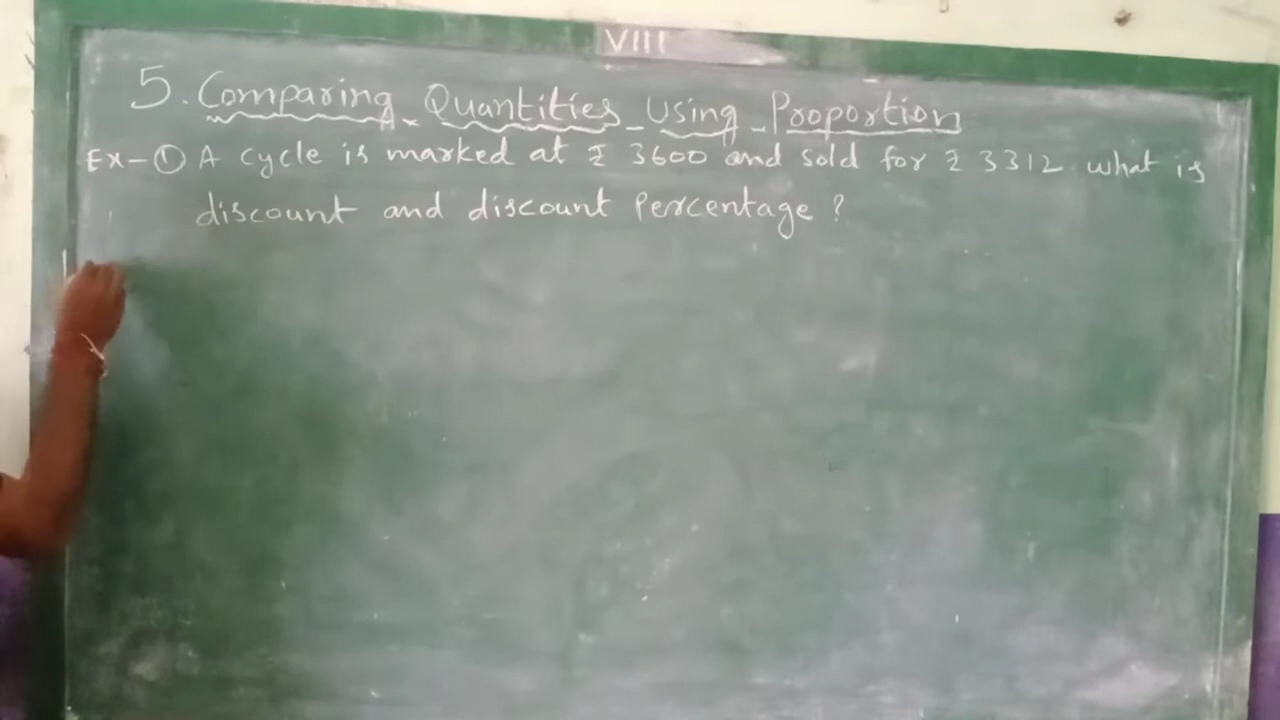 VIII
5. Comparing Quantities Using Proportion
Ex-① A cycle is marked at ₹ 3600 and sold for ₹ 3312. what is
discount and discount Percentage ?